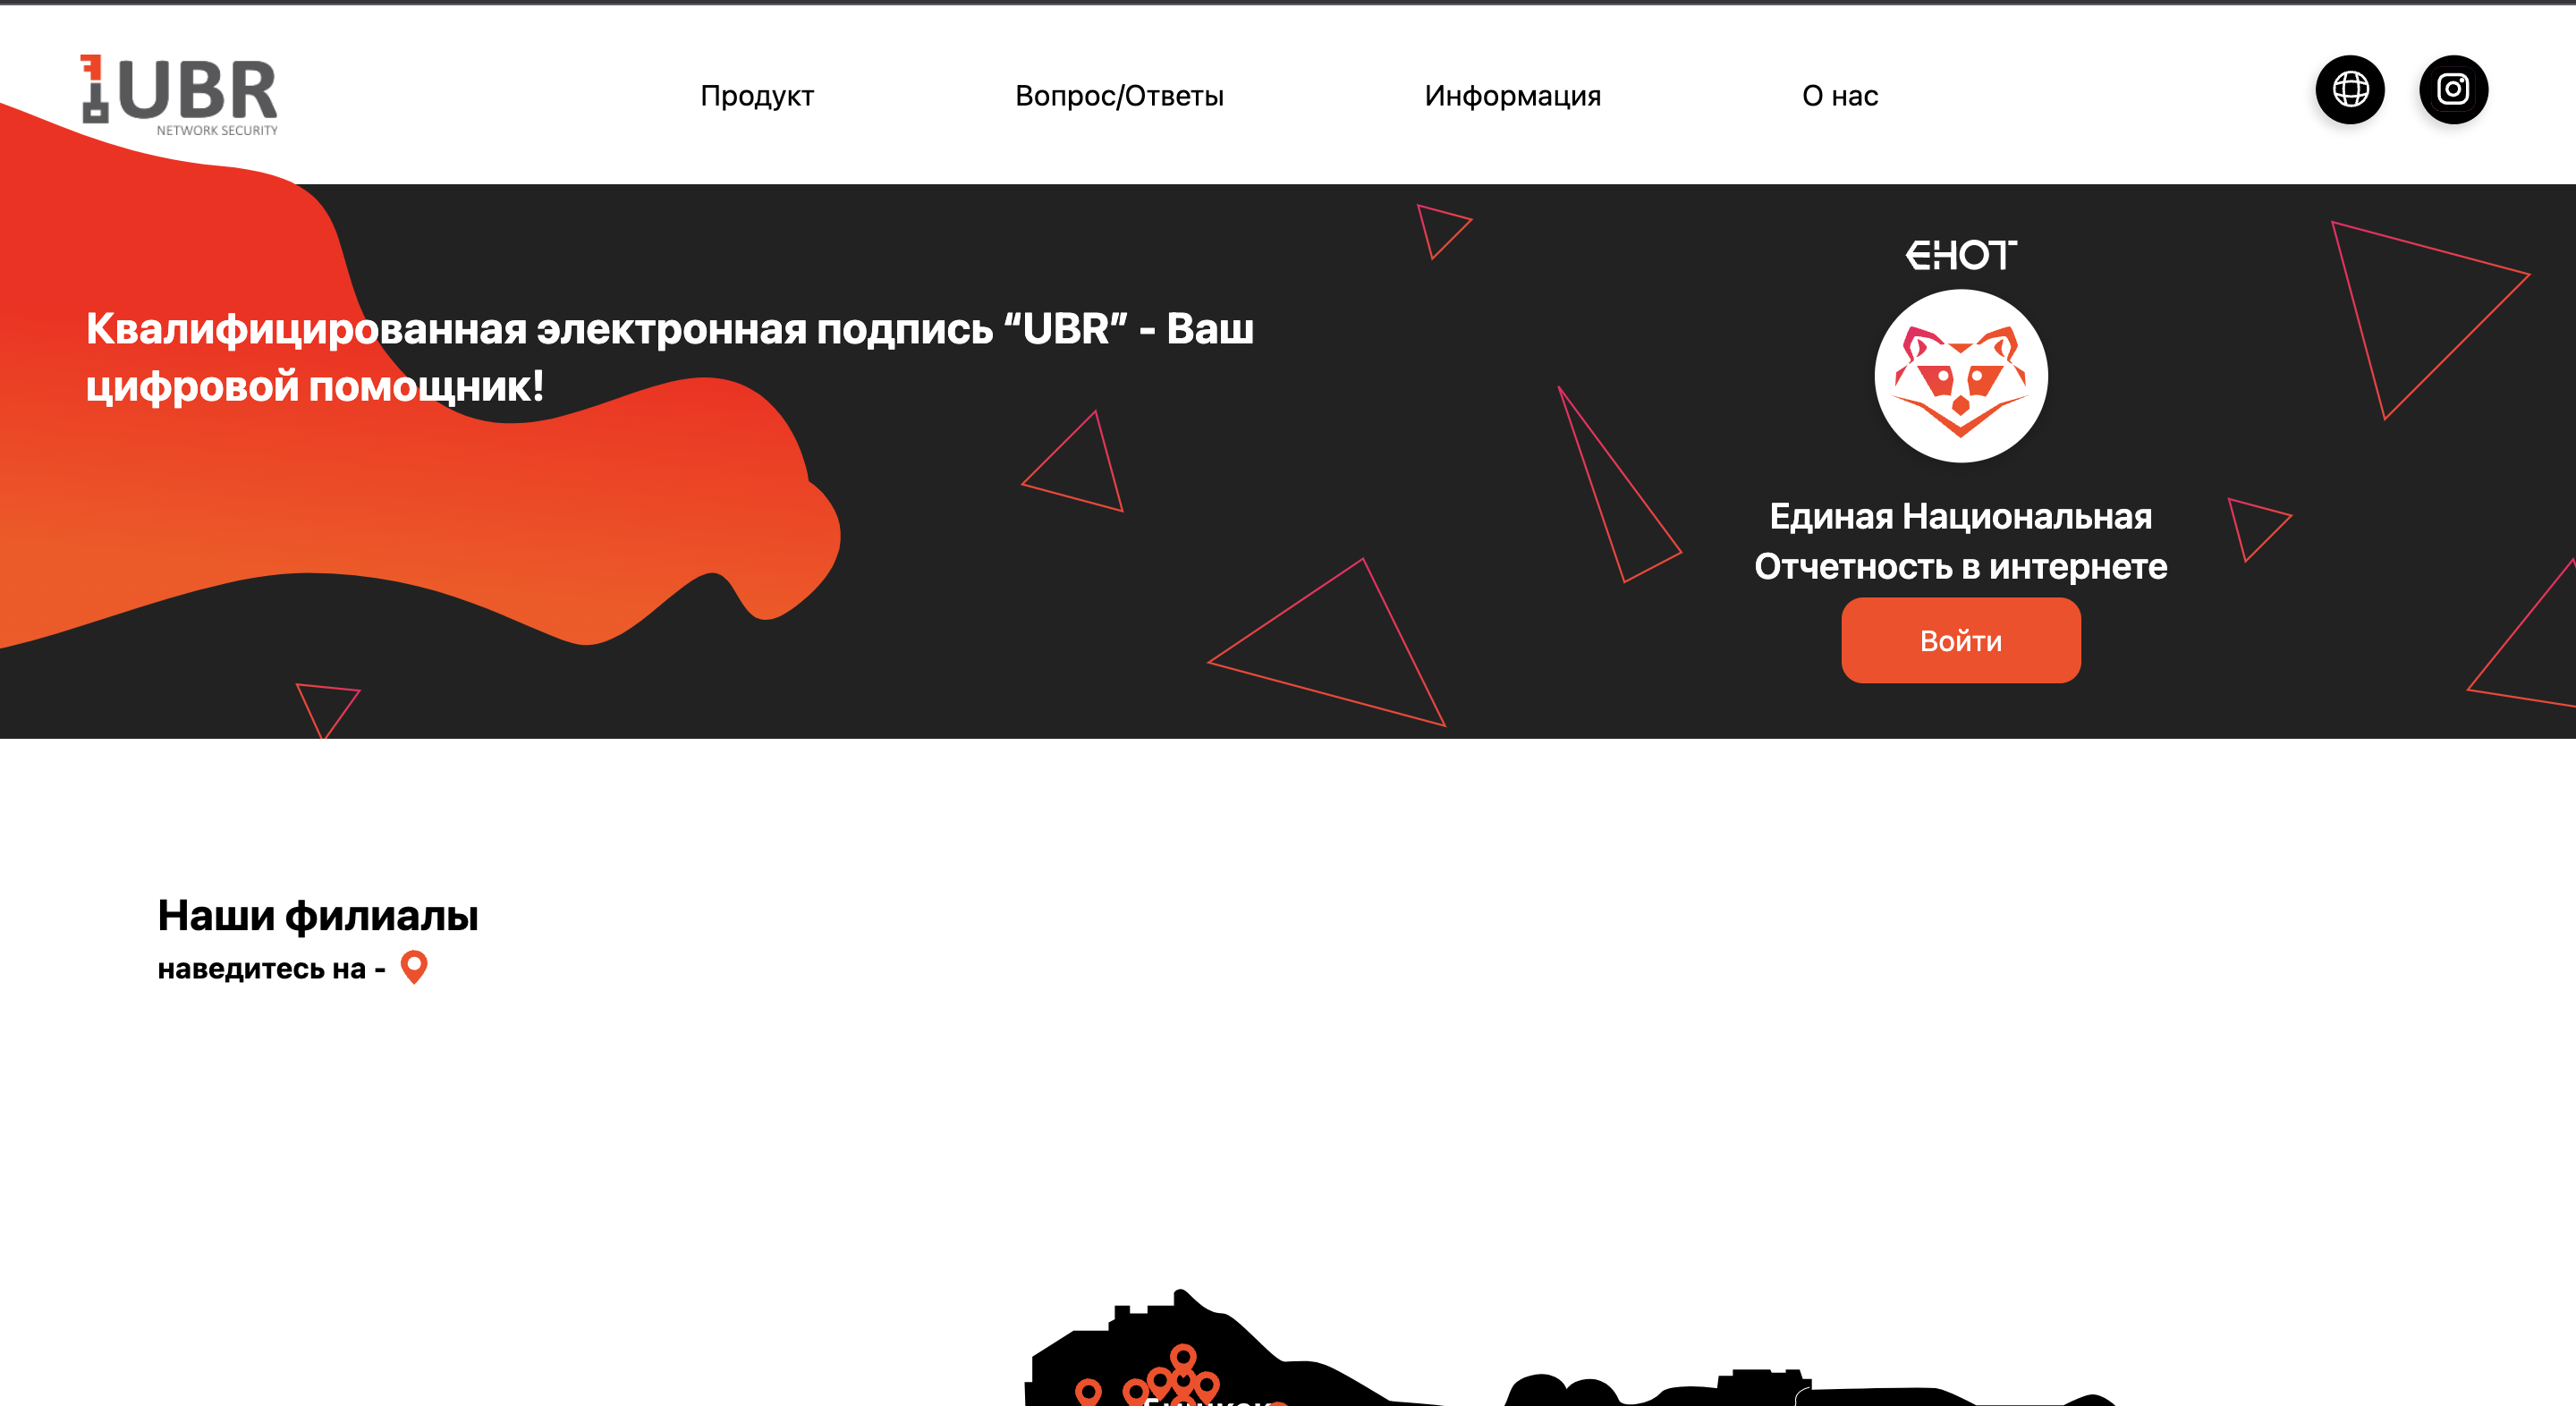 UBR
NETWORK SECURITY
Продукт
Вопрос/Ответы
Информация
О нас
Квалифицированная электронная подпись “UBR” - Ваш
цифровой помощник!
ЕНОТ
Единая Национальная
Отчетность в интернете
Войти
Наши филиалы
наведитесь на -